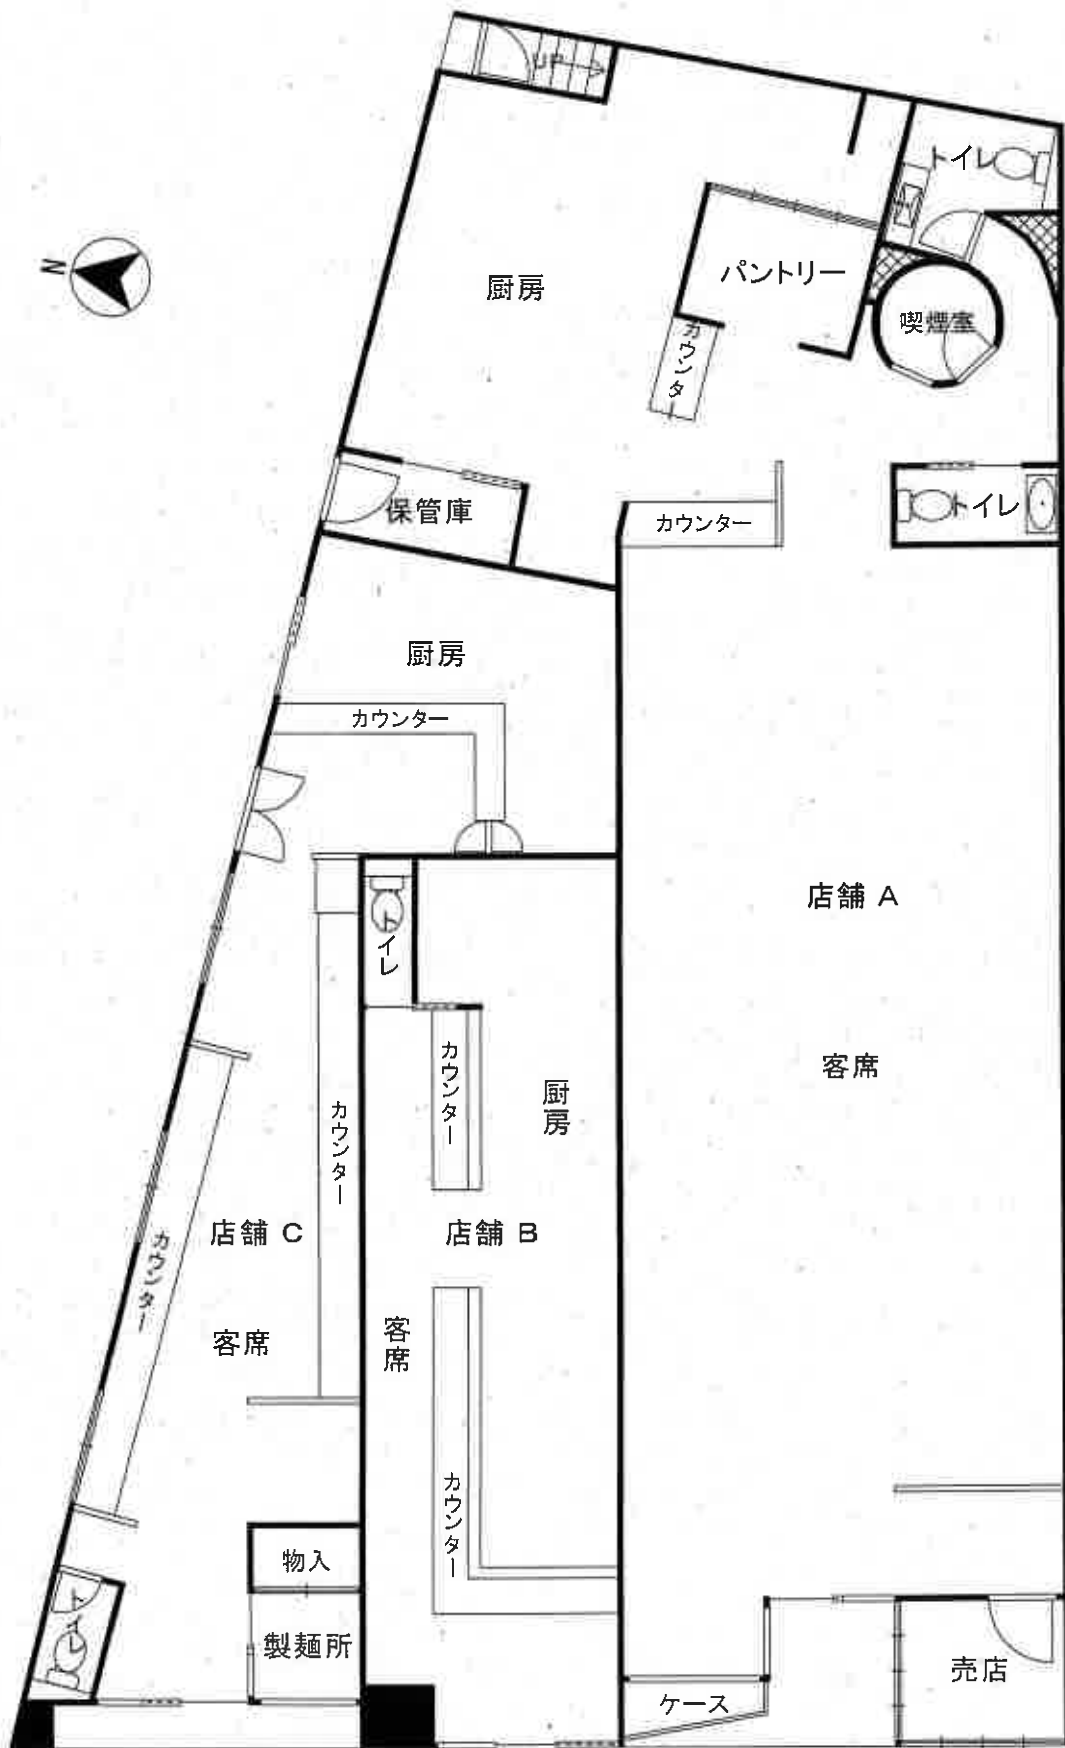 UP
トイレ
N
パントリー
厨房
喫煙室
カウンタ
保管庫
トイレ
カウンター
厨房
カウンター
店舗 A
トイレ
カウンター
客席
厨房
カウンター
店舗 C
店舗 B
カウンター
客席
客席
カウンター
物入
トイレ
製麺所
売店
ケース